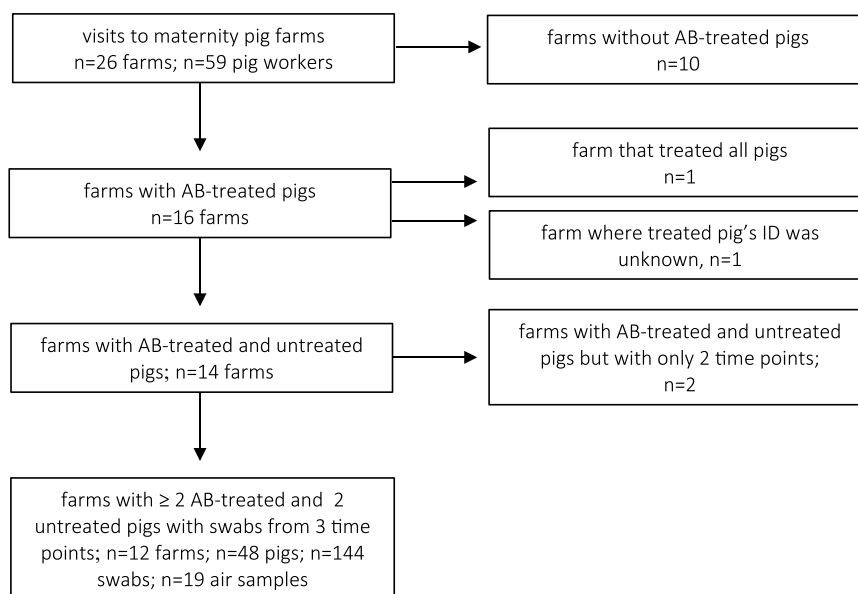 visits to maternity pig farms
n=26 farms; n=59 pig workers
farms without AB-treated pigs
n=10
farms with AB-treated pigs
n=16 farms
farm that treated all pigs
n=1
farm where treated pig's ID was
unknown, n=1
farms with AB-treated and untreated
pigs; n=14 farms
farms with AB-treated and untreated
pigs but with only 2 time points;
n=2
farms with ≥ 2 AB-treated and 2
untreated pigs with swabs from 3 time
points; n=12 farms; n=48 pigs; n=144
swabs; n=19 air samples